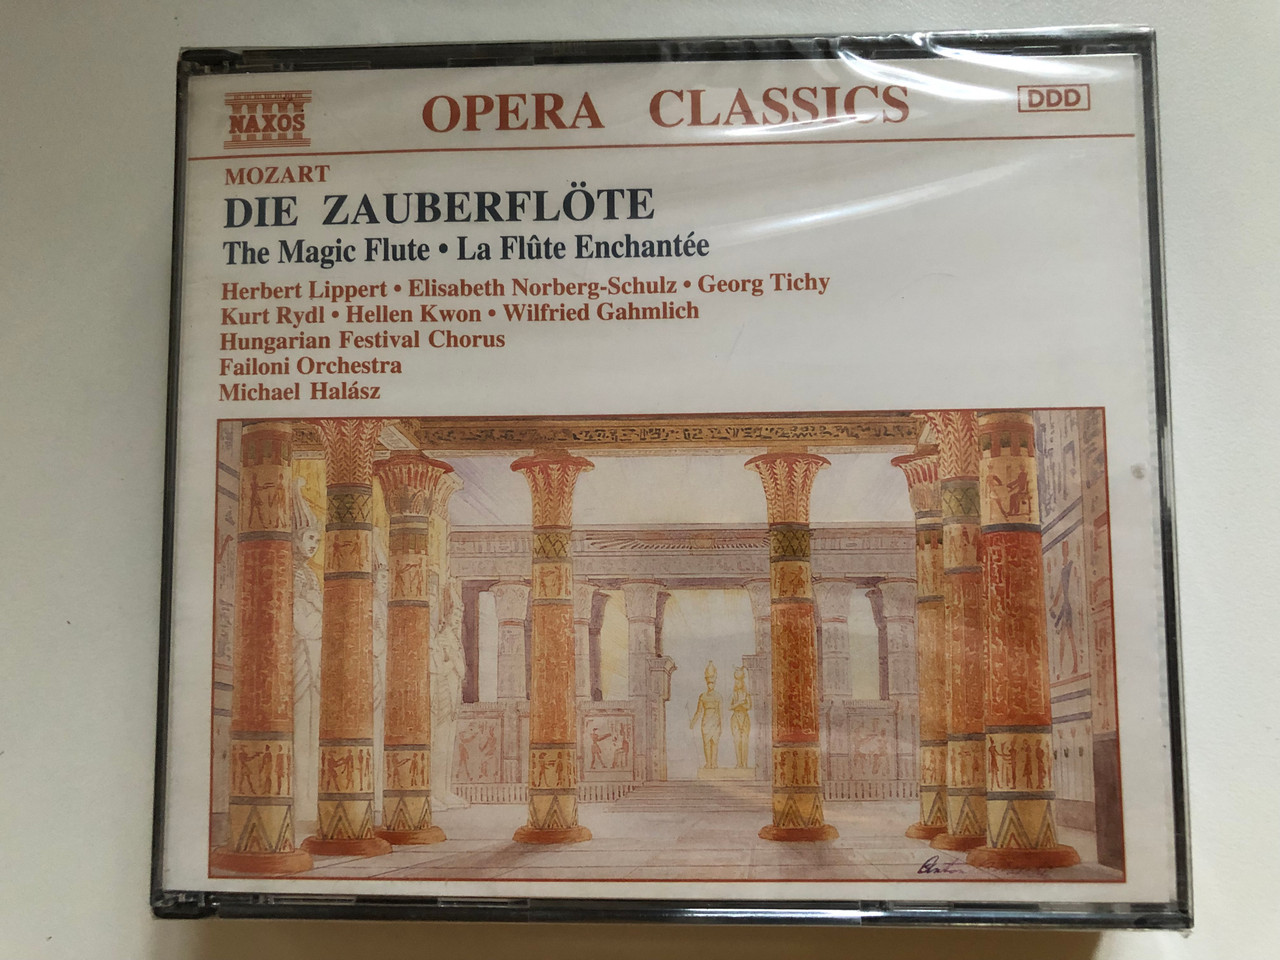 NAXOS
OPERA CLASSICS
DDD
MOZART
DIE ZAUBERFLÖTE
The Magic Flute • La Flûte Enchantée
Herbert Lippert • Elisabeth Norberg-Schulz • Georg Tichy
Kurt Rydl • Hellen Kwon • Wilfried Gahmlich
Hungarian Festival Chorus
Failoni Orchestra
Michael Halász
Anton